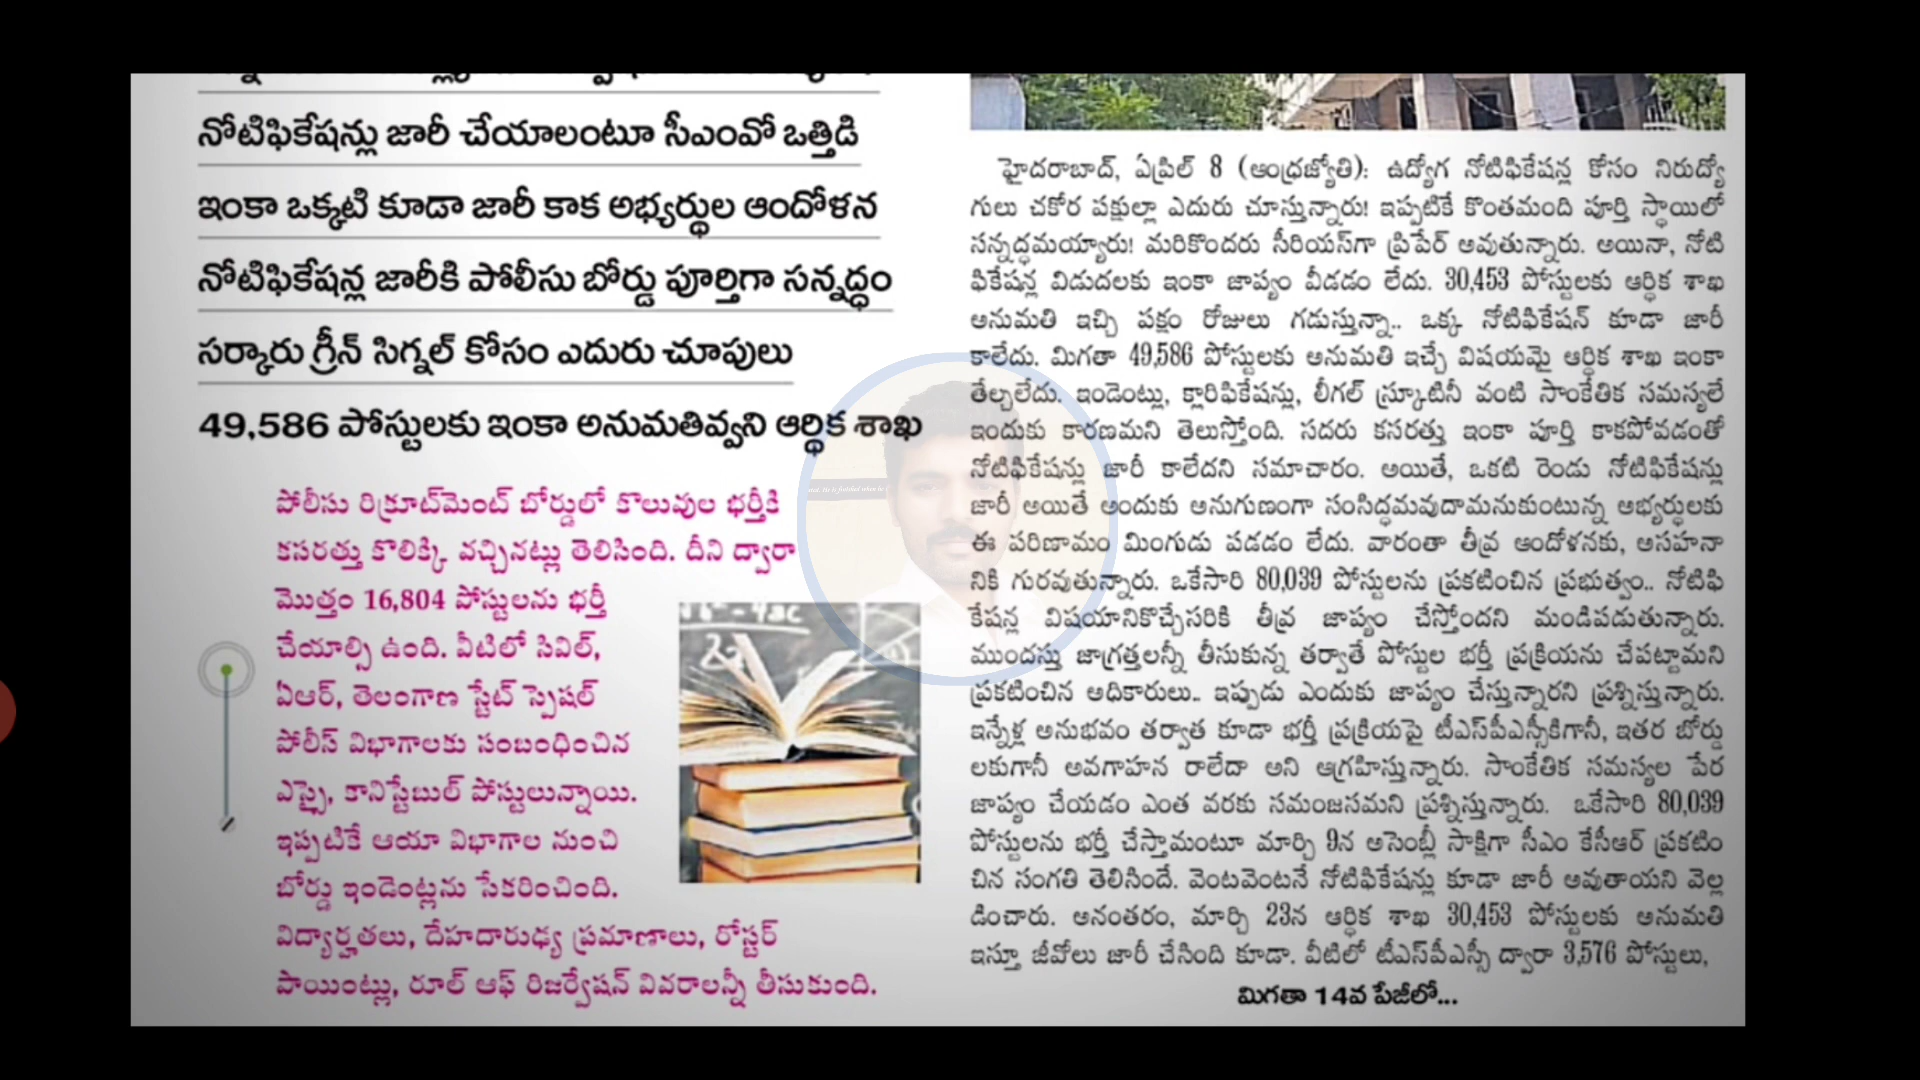 నోటిఫికేషన్లు జారీ చేయాలంటూ సీఎంవో ఒత్తిడి
ఇంకా ఒక్కటి కూడా జారీ కాక అభ్యర్థుల ఆందోళన
నోటిఫికేషన్ల జారీకి పోలీసు బోర్డు పూర్తిగా సన్నద్ధం
సర్కారు గ్రీన్ సిగ్నల్ కోసం ఎదురు చూపులు
49,586 పోస్టులకు ఇంకా అనుమతివ్వని ఆర్థిక శాఖ
పోలీసు రిక్రూట్‌మెంట్ బోర్డులో కొలువుల భర్తీకి
కసరత్తు కొలిక్కి వచ్చినట్లు తెలిసింది. దీని ద్వారా
మొత్తం 16,804 పోస్టులను భర్తీ
చేయాల్సి ఉంది. వీటిలో సివిల్,
ఏఆర్, తెలంగాణ స్టేట్ స్పెషల్
పోలీస్ విభాగాలకు సంబంధించిన
ఎస్సై, కానిస్టేబుల్ పోస్టులున్నాయి.
ఇప్పటికే ఆయా విభాగాల నుంచి
బోర్డు ఇండెంట్లను సేకరించింది.
విద్యార్హతలు, దేహదారుఢ్య ప్రమాణాలు, రోస్టర్
పాయింట్లు, రూల్ ఆఫ్ రిజర్వేషన్ వివరాలన్నీ తీసుకుంది.
హైదరాబాద్, ఏప్రిల్ 8 (ఆంధ్రజ్యోతి): ఉద్యోగ నోటిఫికేషన్ల కోసం నిరుద్యో
గులు చకోర పక్షుల్లా ఎదురు చూస్తున్నారు! ఇప్పటికే కొంతమంది పూర్తి స్థాయిలో
సన్నద్ధమయ్యారు! మరికొందరు సీరియస్‌గా ప్రిపేర్ అవుతున్నారు. అయినా, నోటి
ఫికేషన్ల విడుదలకు ఇంకా జాప్యం వీడడం లేదు. 30,453 పోస్టులకు ఆర్థిక శాఖ
అనుమతి ఇచ్చి పక్షం రోజులు గడుస్తున్నా.. ఒక్క నోటిఫికేషన్ కూడా జారీ
కాలేదు. మిగతా 49,586 పోస్టులకు అనుమతి ఇచ్చే విషయమై ఆర్థిక శాఖ ఇంకా
తేల్చలేదు. ఇండెంట్లు, క్లారిఫికేషన్లు, లీగల్ స్క్రూటినీ వంటి సాంకేతిక సమస్యలే
ఇందుకు కారణమని తెలుస్తోంది. సదరు కసరత్తు ఇంకా పూర్తి కాకపోవడంతో
నోటిఫికేషన్లు జారీ కాలేదని సమాచారం. అయితే, ఒకటి రెండు నోటిఫికేషన్లు
జారీ అయితే అందుకు అనుగుణంగా సంసిద్ధమవుదామనుకుంటున్న అభ్యర్థులకు
ఈ పరిణామం మింగుడు పడడం లేదు. వారంతా తీవ్ర ఆందోళనకు, అసహనా
నికి గురవుతున్నారు. ఒకేసారి 80,039 పోస్టులను ప్రకటించిన ప్రభుత్వం.. నోటిఫి
కేషన్ల విషయానికొచ్చేసరికి తీవ్ర జాప్యం చేస్తోందని మండిపడుతున్నారు.
ముందస్తు జాగ్రత్తలన్నీ తీసుకున్న తర్వాతే పోస్టుల భర్తీ ప్రక్రియను చేపట్టామని
ప్రకటించిన అధికారులు.. ఇప్పుడు ఎందుకు జాప్యం చేస్తున్నారని ప్రశ్నిస్తున్నారు.
ఇన్నేళ్ల అనుభవం తర్వాత కూడా భర్తీ ప్రక్రియపై టీఎస్‌పీఎస్సీకిగానీ, ఇతర బోర్డు
లకుగానీ అవగాహన రాలేదా అని ఆగ్రహిస్తున్నారు. సాంకేతిక సమస్యల పేర
జాప్యం చేయడం ఎంత వరకు సమంజసమని ప్రశ్నిస్తున్నారు. ఒకేసారి 80,039
పోస్టులను భర్తీ చేస్తామంటూ మార్చి 9న అసెంబ్లీ సాక్షిగా సీఎం కేసీఆర్ ప్రకటిం
చిన సంగతి తెలిసిందే. వెంటవెంటనే నోటిఫికేషన్లు కూడా జారీ అవుతాయని వెల్ల
డించారు. అనంతరం, మార్చి 23న ఆర్థిక శాఖ 30,453 పోస్టులకు అనుమతి
ఇస్తూ జీవోలు జారీ చేసింది కూడా. వీటిలో టీఎస్‌పీఎస్సీ ద్వారా 3,576 పోస్టులు,
మిగతా 14వ పేజీలో...